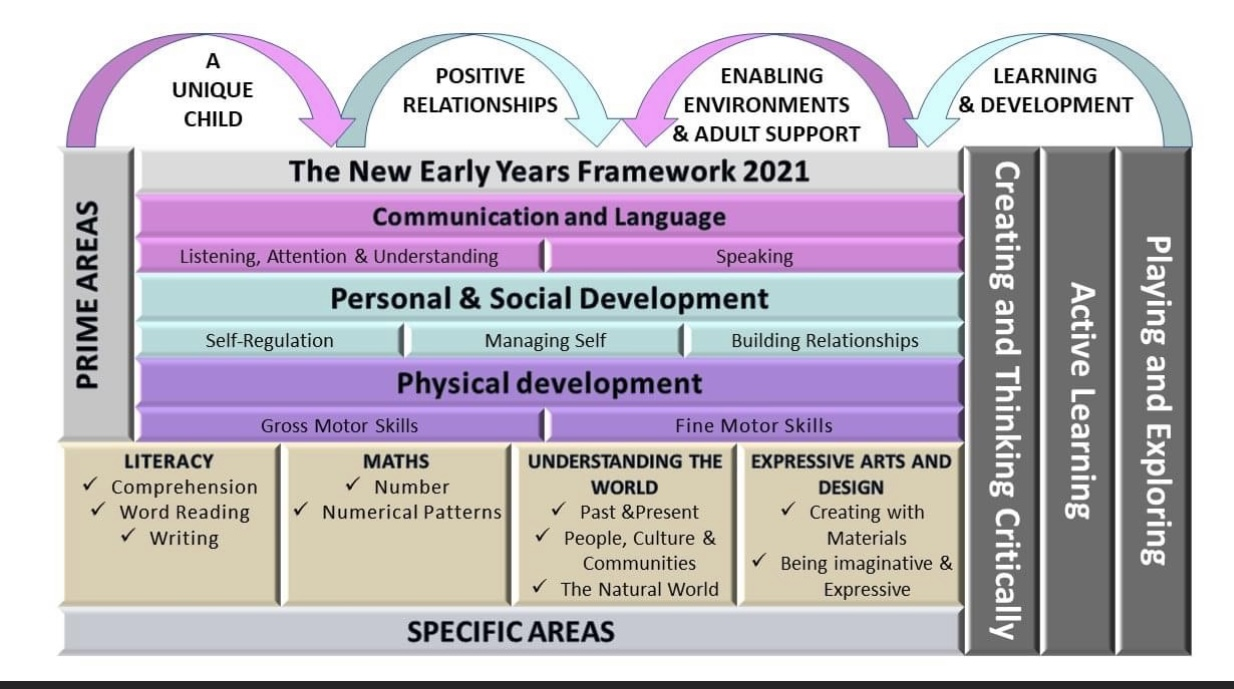 A
UNIQUE
CHILD
POSITIVE
RELATIONSHIPS
ENABLING
ENVIRONMENTS
& ADULT SUPPORT
LEARNING
& DEVELOPMENT
PRIME AREAS
The New Early Years Framework 2021
Communication and Language
Listening, Attention & Understanding
Speaking
Personal & Social Development
Self-Regulation
Managing Self
Building Relationships
Physical development
Gross Motor Skills
Fine Motor Skills
LITERACY
✓ Comprehension
✓ Word Reading
✓ Writing
MATHS
✓ Number
✓ Numerical Patterns
UNDERSTANDING THE
WORLD
✓ Past &Present
✓ People, Culture &
Communities
✓ The Natural World
EXPRESSIVE ARTS AND
DESIGN
✓ Creating with
Materials
✓ Being imaginative &
Expressive
SPECIFIC AREAS
Creating and Thinking Critically
Active Learning
Playing and Exploring